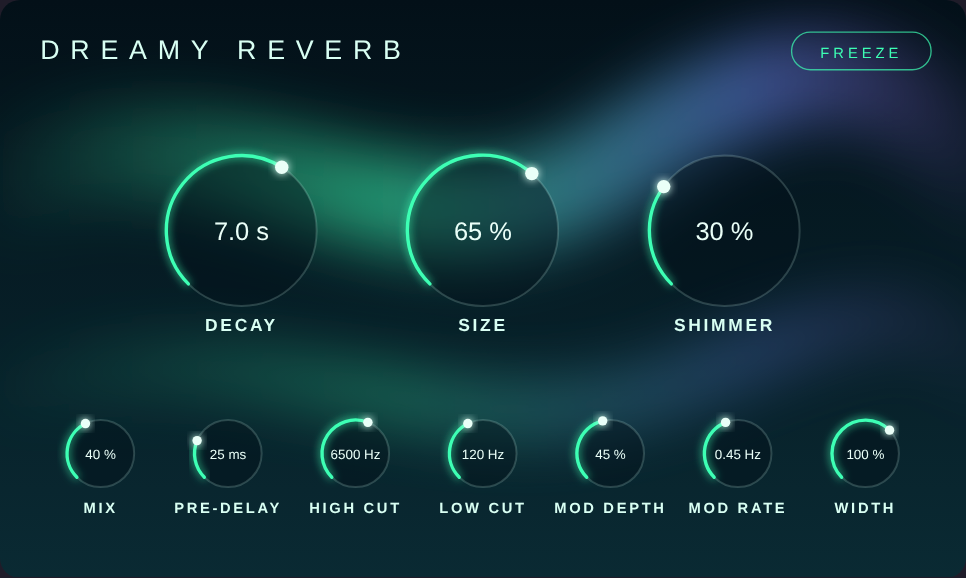 DREAMY REVERB
FREEZE
7.0 s
65 %
30 %
DECAY
SIZE
SHIMMER
40 %
25 ms
6500 Hz
120 Hz
45 %
0.45 Hz
100 %
MIX
PRE-DELAY
HIGH CUT
LOW CUT
MOD DEPTH
MOD RATE
WIDTH